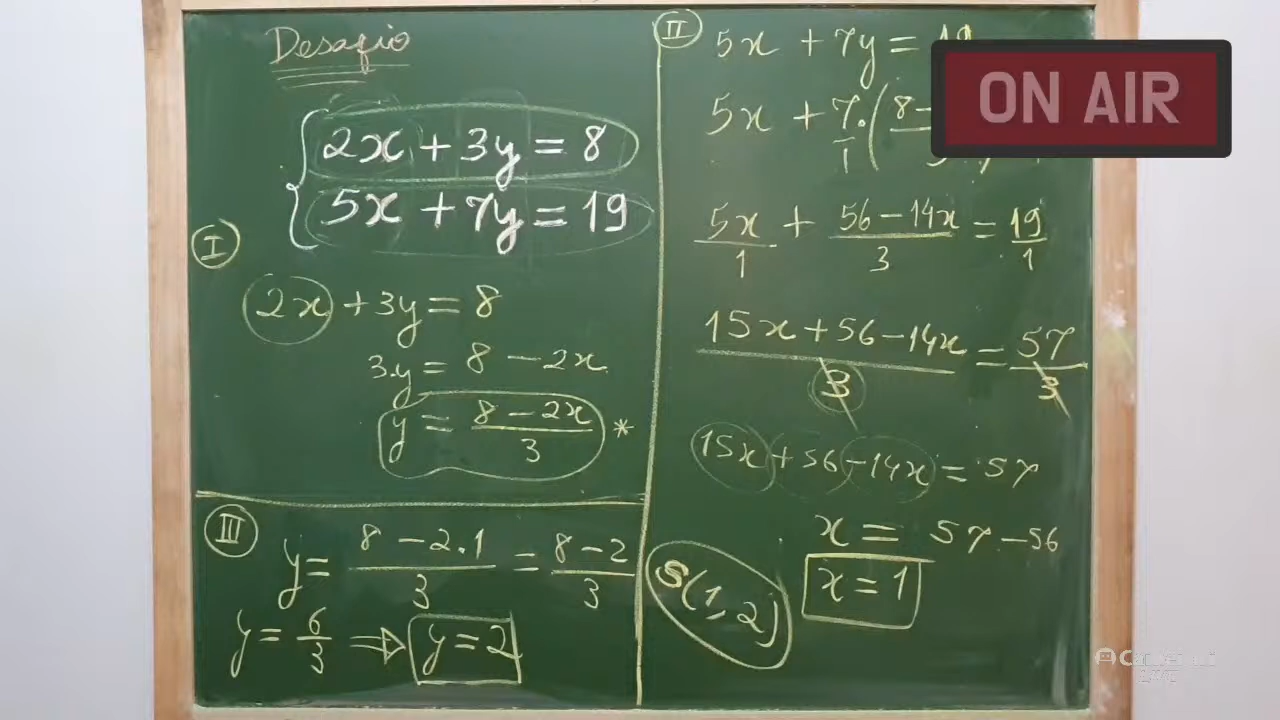 Desafio
2x + 3y = 8
5x + 7y = 19
I
2x + 3y = 8
3y = 8 - 2x
y = (8 - 2x)/3 *
III
y = (8 - 2.1)/3 = (8 - 2)/3
y = 6/3 ⇒ y = 2
II
5x + 7y = 19
5x + 7/1 . (8 -
5x/1 + (56 - 14x)/3 = 19/1
(15x + 56 - 14x)/3 = 57/3
15x + 56 - 14x = 57
x = 57 - 56
x = 1
S(1, 2)
ON AIR